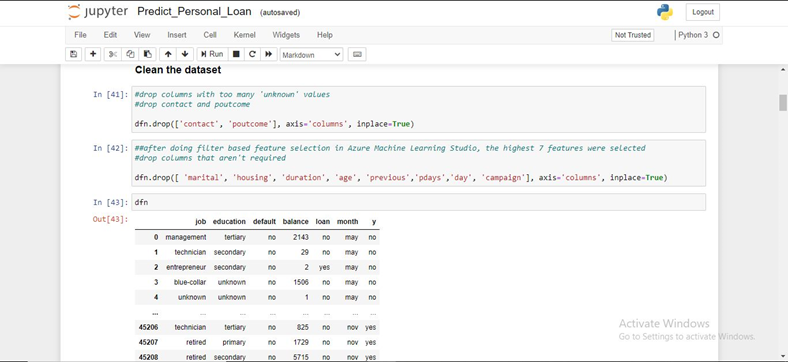 jupyter Predict_Personal_Loan (autosaved)
Logout
File Edit View Insert Cell Kernel Widgets Help
Not Trusted
Python 3
Run
Markdown
Clean the dataset
In [41]:
#drop columns with too many 'unknown' values
#drop contact and poutcome
dfn.drop(['contact', 'poutcome'], axis='columns', inplace=True)
In [42]:
##after doing filter based feature selection in Azure Machine Learning Studio, the highest 7 features were selected
#drop columns that aren't required
dfn.drop([ 'marital', 'housing', 'duration', 'age', 'previous','pdays','day', 'campaign'], axis='columns', inplace=True)
In [43]: dfn
Out[43]:
job education default balance loan month y
0 management tertiary no 2143 no may no
1 technician secondary no 29 no may no
2 entrepreneur secondary no 2 yes may no
3 blue-collar unknown no 1506 no may no
4 unknown unknown no 1 no may no
... ... ... ... ... ... ... ...
45206 technician tertiary no 825 no nov yes
45207 retired primary no 1729 no nov yes
45208 retired secondary no 5715 no nov yes
Activate Windows
Go to Settings to activate Windows.